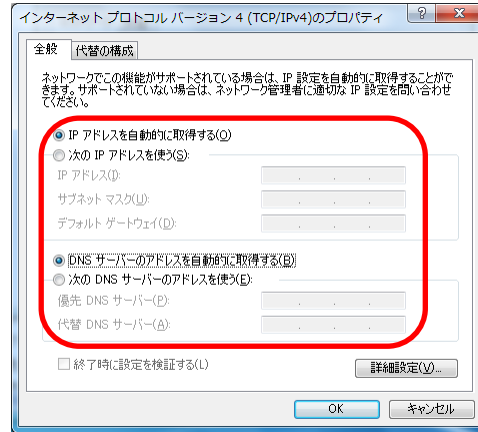 インターネット プロトコル バージョン 4 (TCP/IPv4)のプロパティ
全般
代替の構成
ネットワークでこの機能がサポートされている場合は、IP 設定を自動的に取得することがで
きます。サポートされていない場合は、ネットワーク管理者に適切な IP 設定を問い合わせ
てください。
IP アドレスを自動的に取得する(O)
次の IP アドレスを使う(S):
IP アドレス(I):
サブネット マスク(U):
デフォルト ゲートウェイ(D):
DNS サーバーのアドレスを自動的に取得する(B)
次の DNS サーバーのアドレスを使う(E):
優先 DNS サーバー(P):
代替 DNS サーバー(A):
終了時に設定を検証する(L)
詳細設定(V)...
OK
キャンセル